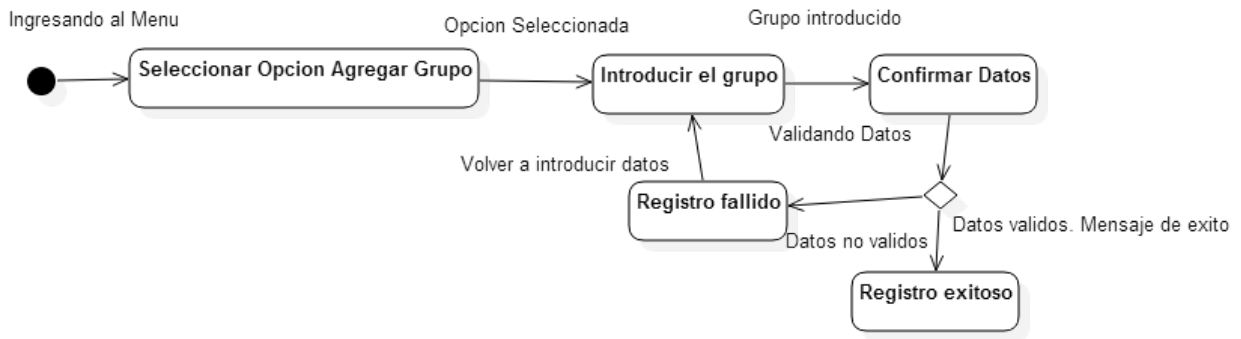 Ingresando al Menu
Opcion Seleccionada
Grupo introducido
Seleccionar Opcion Agregar Grupo
Introducir el grupo
Confirmar Datos
Validando Datos
Volver a introducir datos
Registro fallido
Datos no validos
Datos validos. Mensaje de exito
Registro exitoso